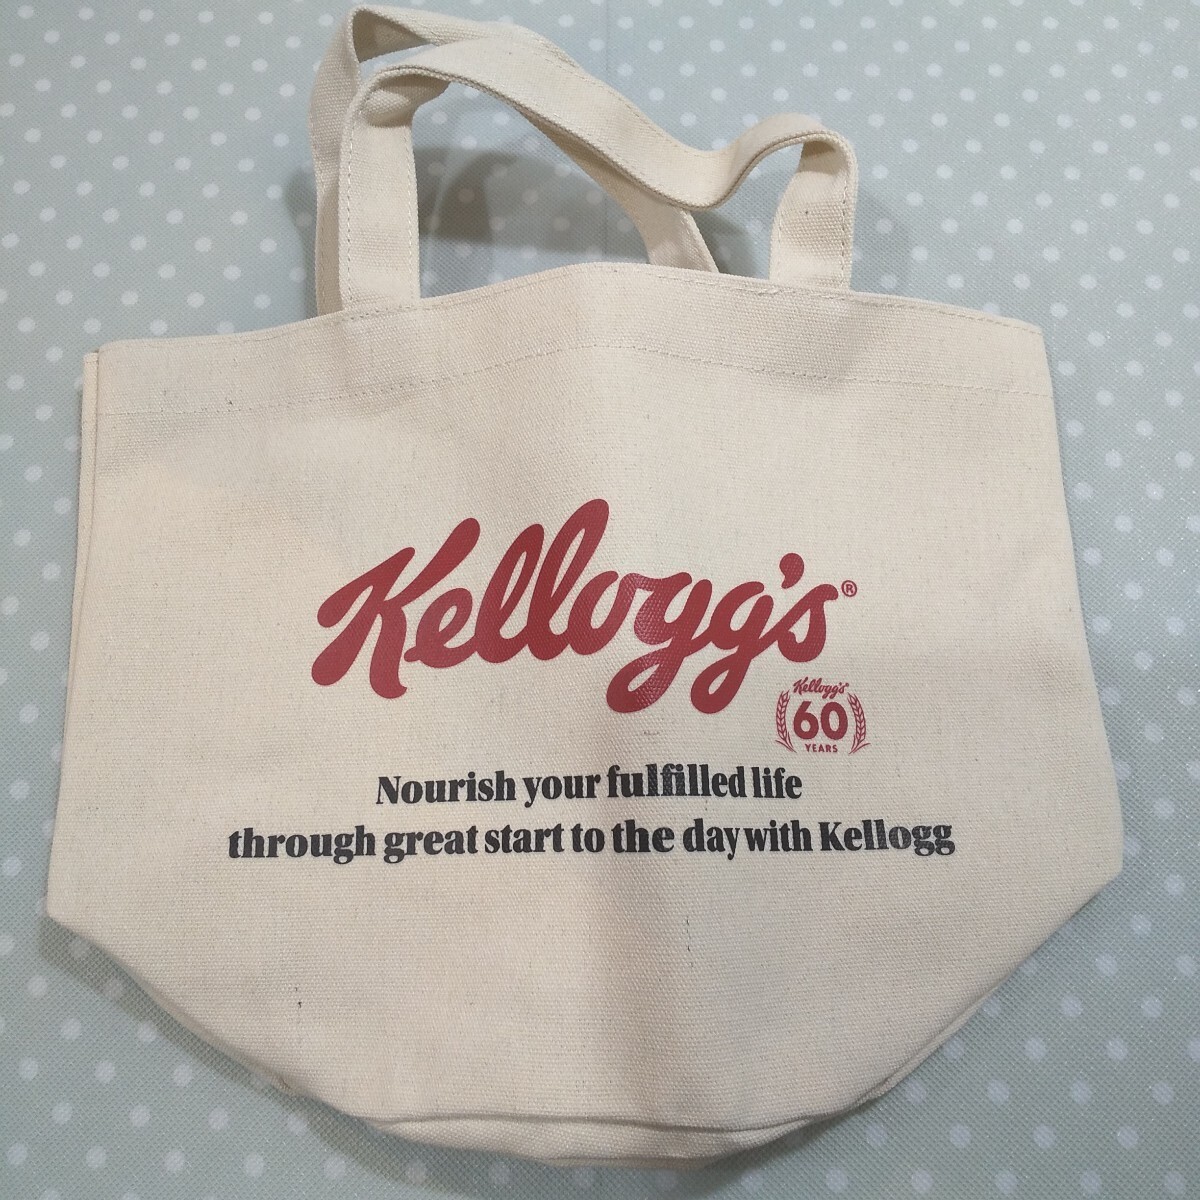 Kellogg's®
Kellogg's®
60
YEARS
Nourish your fulfilled life
through great start to the day with Kellogg